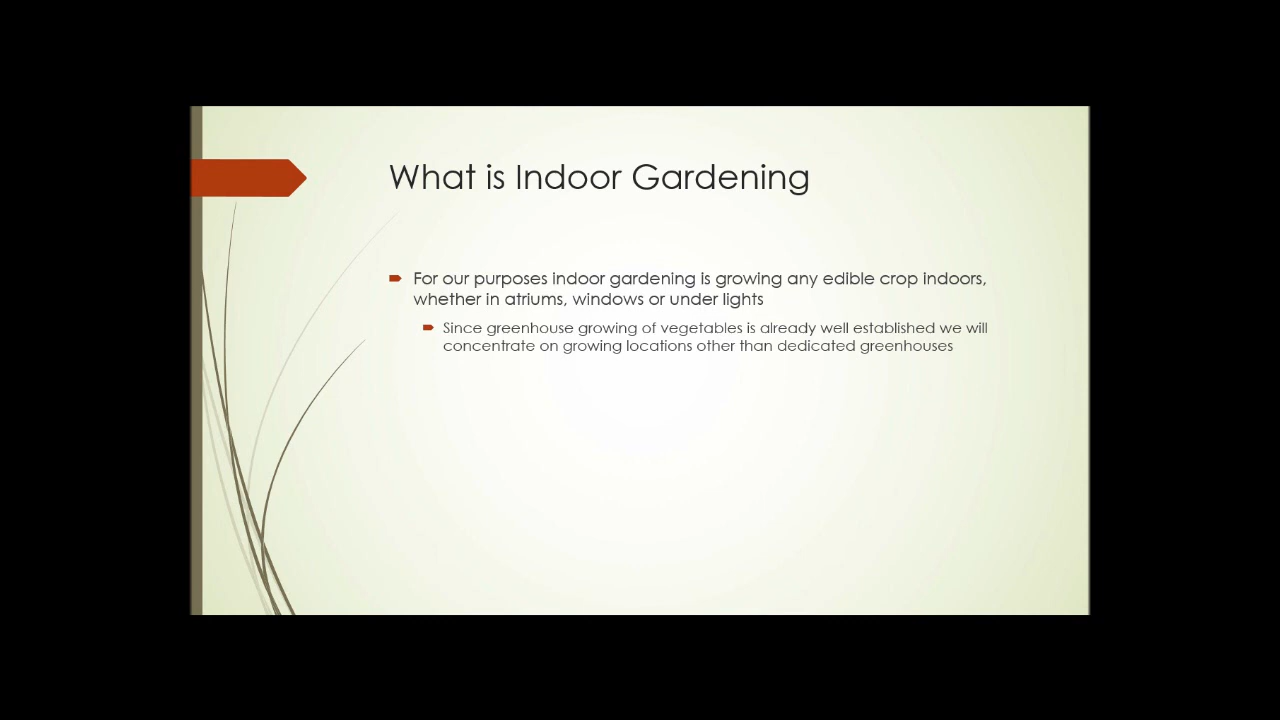 What is Indoor Gardening
For our purposes indoor gardening is growing any edible crop indoors,
whether in atriums, windows or under lights
Since greenhouse growing of vegetables is already well established we will
concentrate on growing locations other than dedicated greenhouses